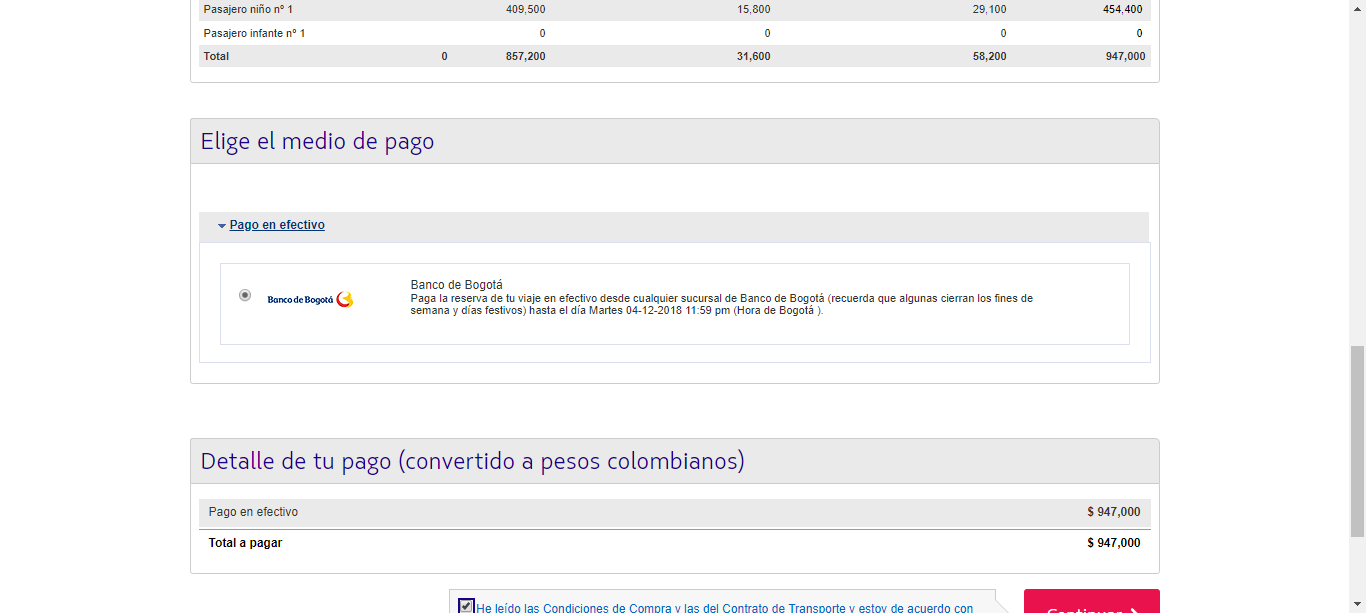 Pasajero niño nº 1 409,500 15,800 29,100 454,400
Pasajero infante nº 1 0 0 0 0
Total 0 857,200 31,600 58,200 947,000
Elige el medio de pago
Pago en efectivo
Banco de Bogotá
Banco de Bogotá
Paga la reserva de tu viaje en efectivo desde cualquier sucursal de Banco de Bogotá (recuerda que algunas cierran los fines de
semana y días festivos) hasta el día Martes 04-12-2018 11:59 pm (Hora de Bogotá ).
Detalle de tu pago (convertido a pesos colombianos)
Pago en efectivo $ 947,000
Total a pagar $ 947,000
He leído las Condiciones de Compra y las del Contrato de Transporte y estoy de acuerdo con
Continuar